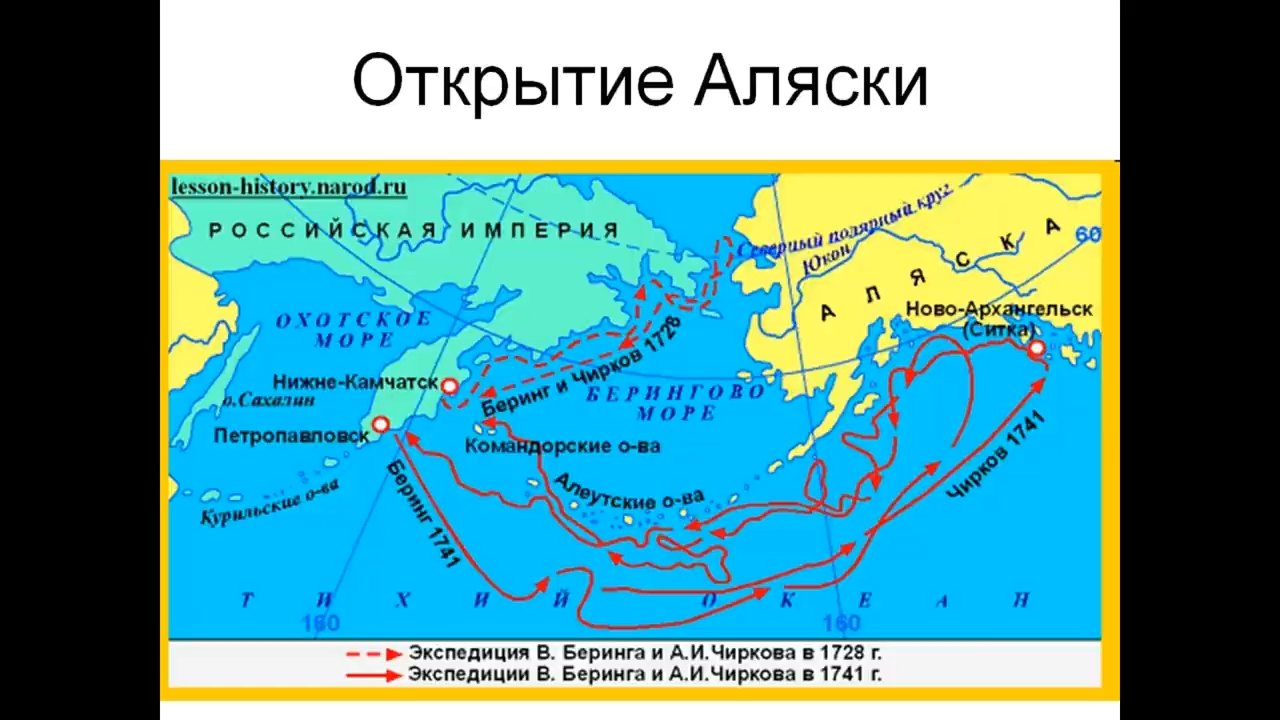 Открытие Аляски
lesson-history.narod.ru
РОССИЙСКАЯ ИМПЕРИЯ
Северный полярный круг
Юкон
АЛЯСКА
60
ОХОТСКОЕ
МОРЕ
Ново-Архангельск
(Ситка)
Беринг и Чирков 1728
Нижне-Камчатск
о.Сахалин
БЕРИНГОВО
МОРЕ
Петропавловск
Командорские о-ва
Чирков 1741
Алеутские о-ва
Курильские о-ва
Беринг 1741
ТИХИЙ ОКЕАН
180
160
Экспедиция В. Беринга и А.И.Чиркова в 1728 г.
Экспедиции В. Беринга и А.И.Чиркова в 1741 г.